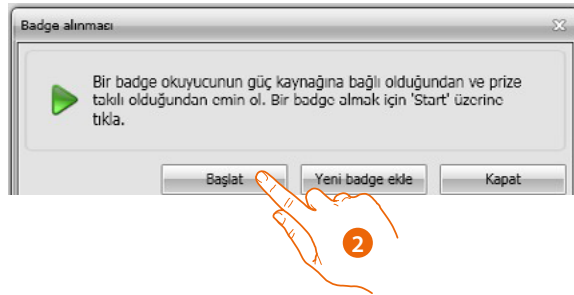 Badge alınması
Bir badge okuyucunun güç kaynağına bağlı olduğundan ve prize
takılı olduğundan emin ol. Bir badge almak için 'Start' üzerine
tıkla.
Başlat Yeni badge ekle Kapat
2